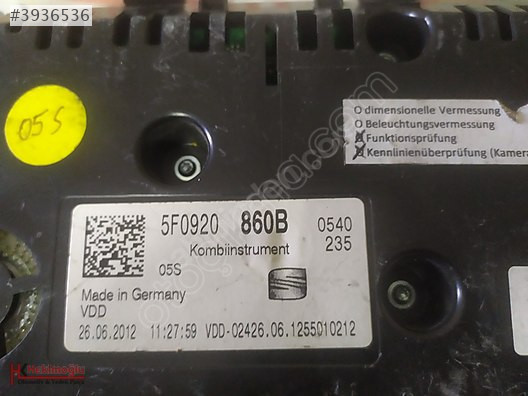 #3936536
05S
O dimensionelle Vermessung
O Beleuchtungsvermessung
Funktionsprüfung
Kennlinienüberprüfung (Kamera
5F0920 860B 0540
Kombiinstrument 235
05S
Made in Germany
VDD
26.06.2012 11:27:59 VDD-02426.06.1255010212